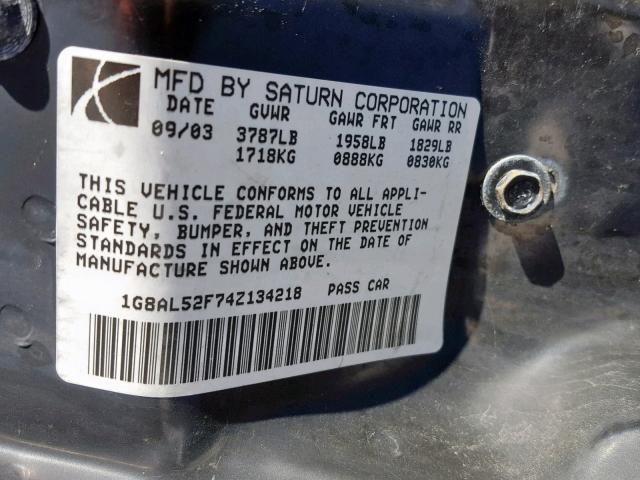 MFD BY SATURN CORPORATION
DATE GVWR GAWR FRT GAWR RR
09/03 3787LB 1958LB 1829LB
1718KG 0888KG 0830KG
THIS VEHICLE CONFORMS TO ALL APPLI-
CABLE U.S. FEDERAL MOTOR VEHICLE
SAFETY, BUMPER, AND THEFT PREVENTION
STANDARDS IN EFFECT ON THE DATE OF
MANUFACTURE SHOWN ABOVE.
1G8AL52F74Z134218 PASS CAR